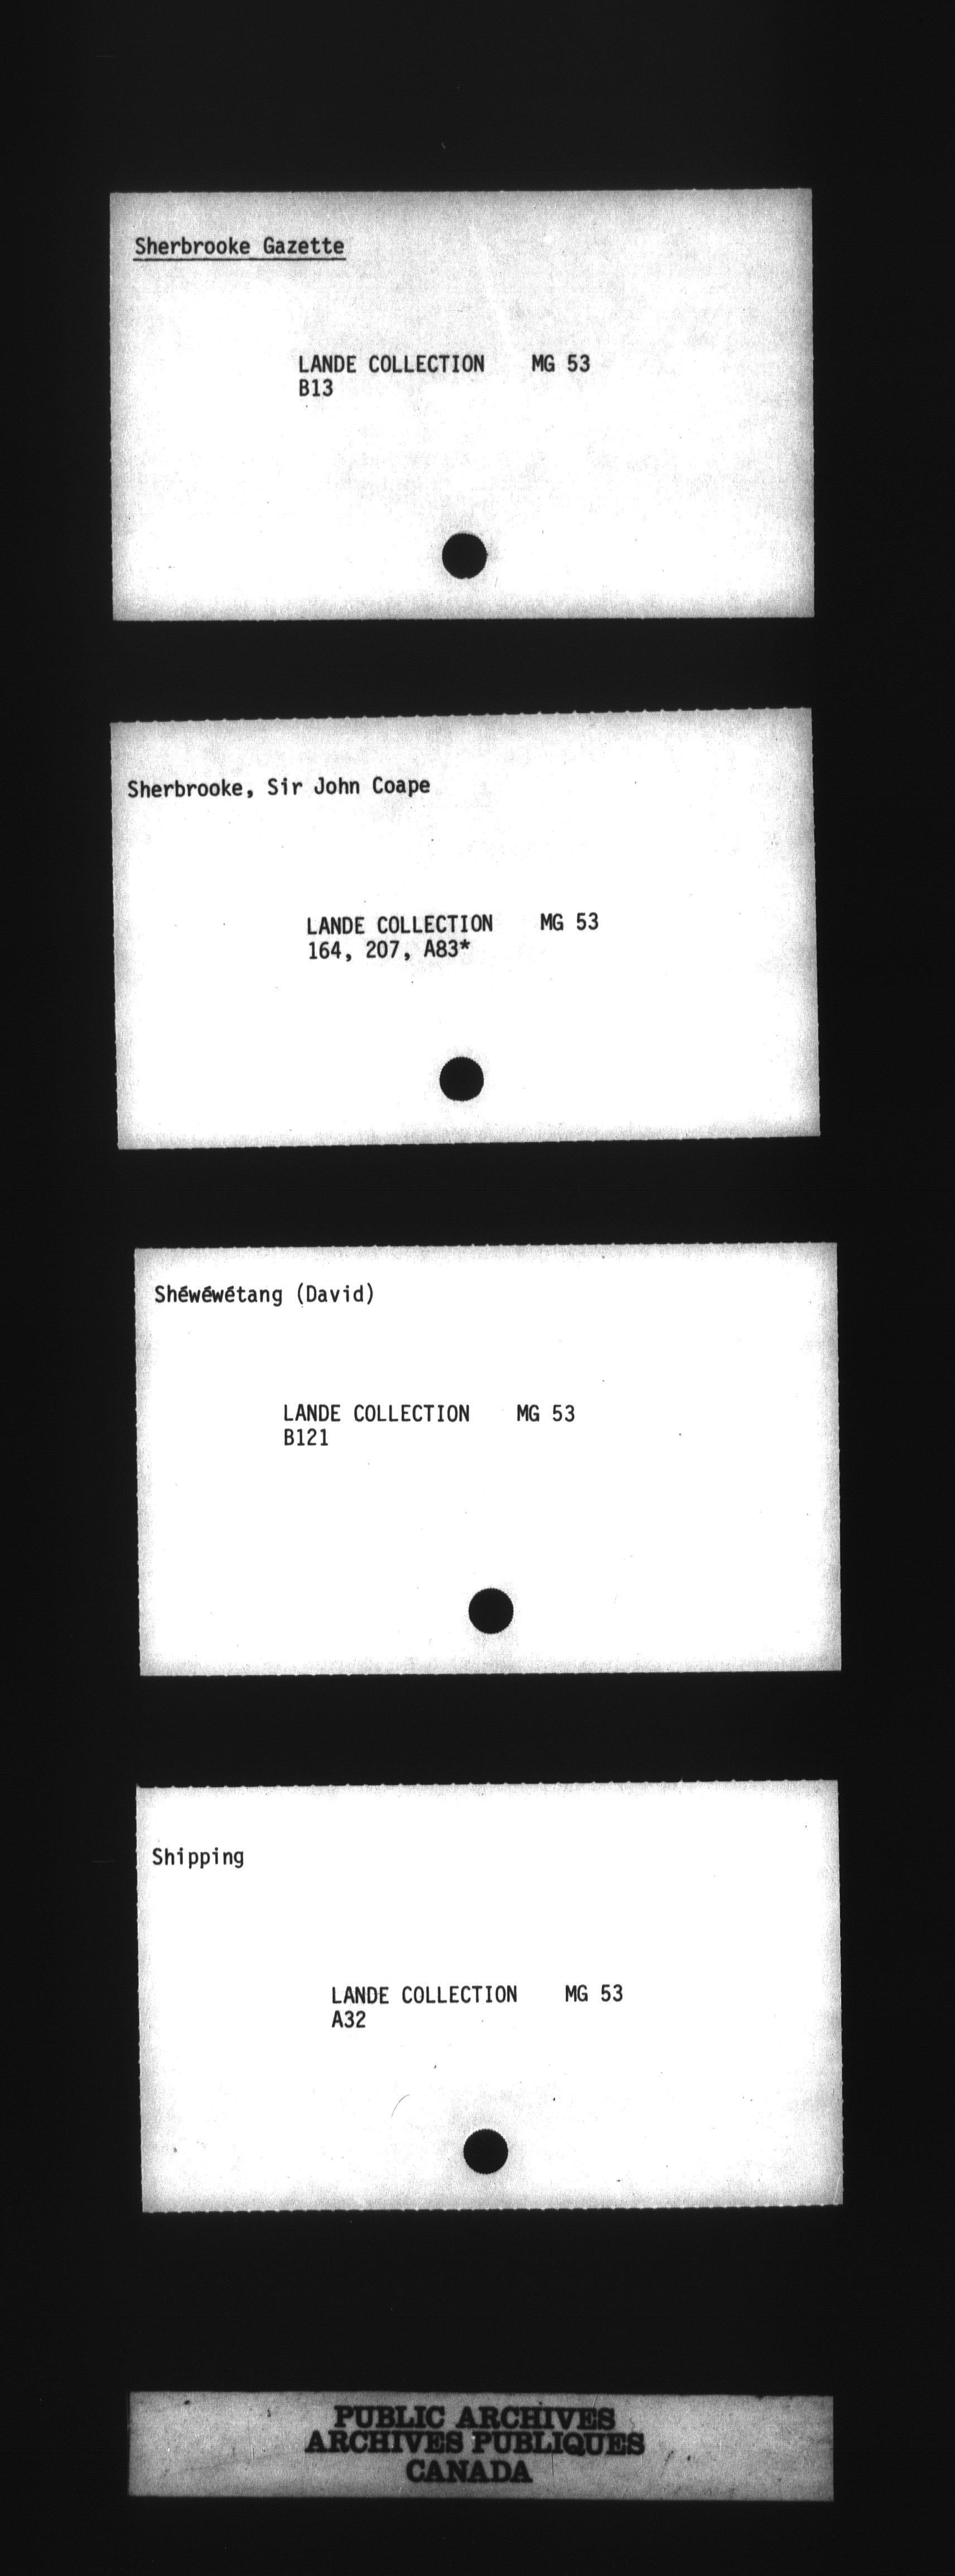 Sherbrooke Gazette
LANDE COLLECTION    MG 53
B13
Sherbrooke, Sir John Coape
LANDE COLLECTION    MG 53
164, 207, A83*
Shéwéwétang (David)
LANDE COLLECTION    MG 53
B121
Shipping
LANDE COLLECTION    MG 53
A32
PUBLIC ARCHIVES
ARCHIVES PUBLIQUES
CANADA